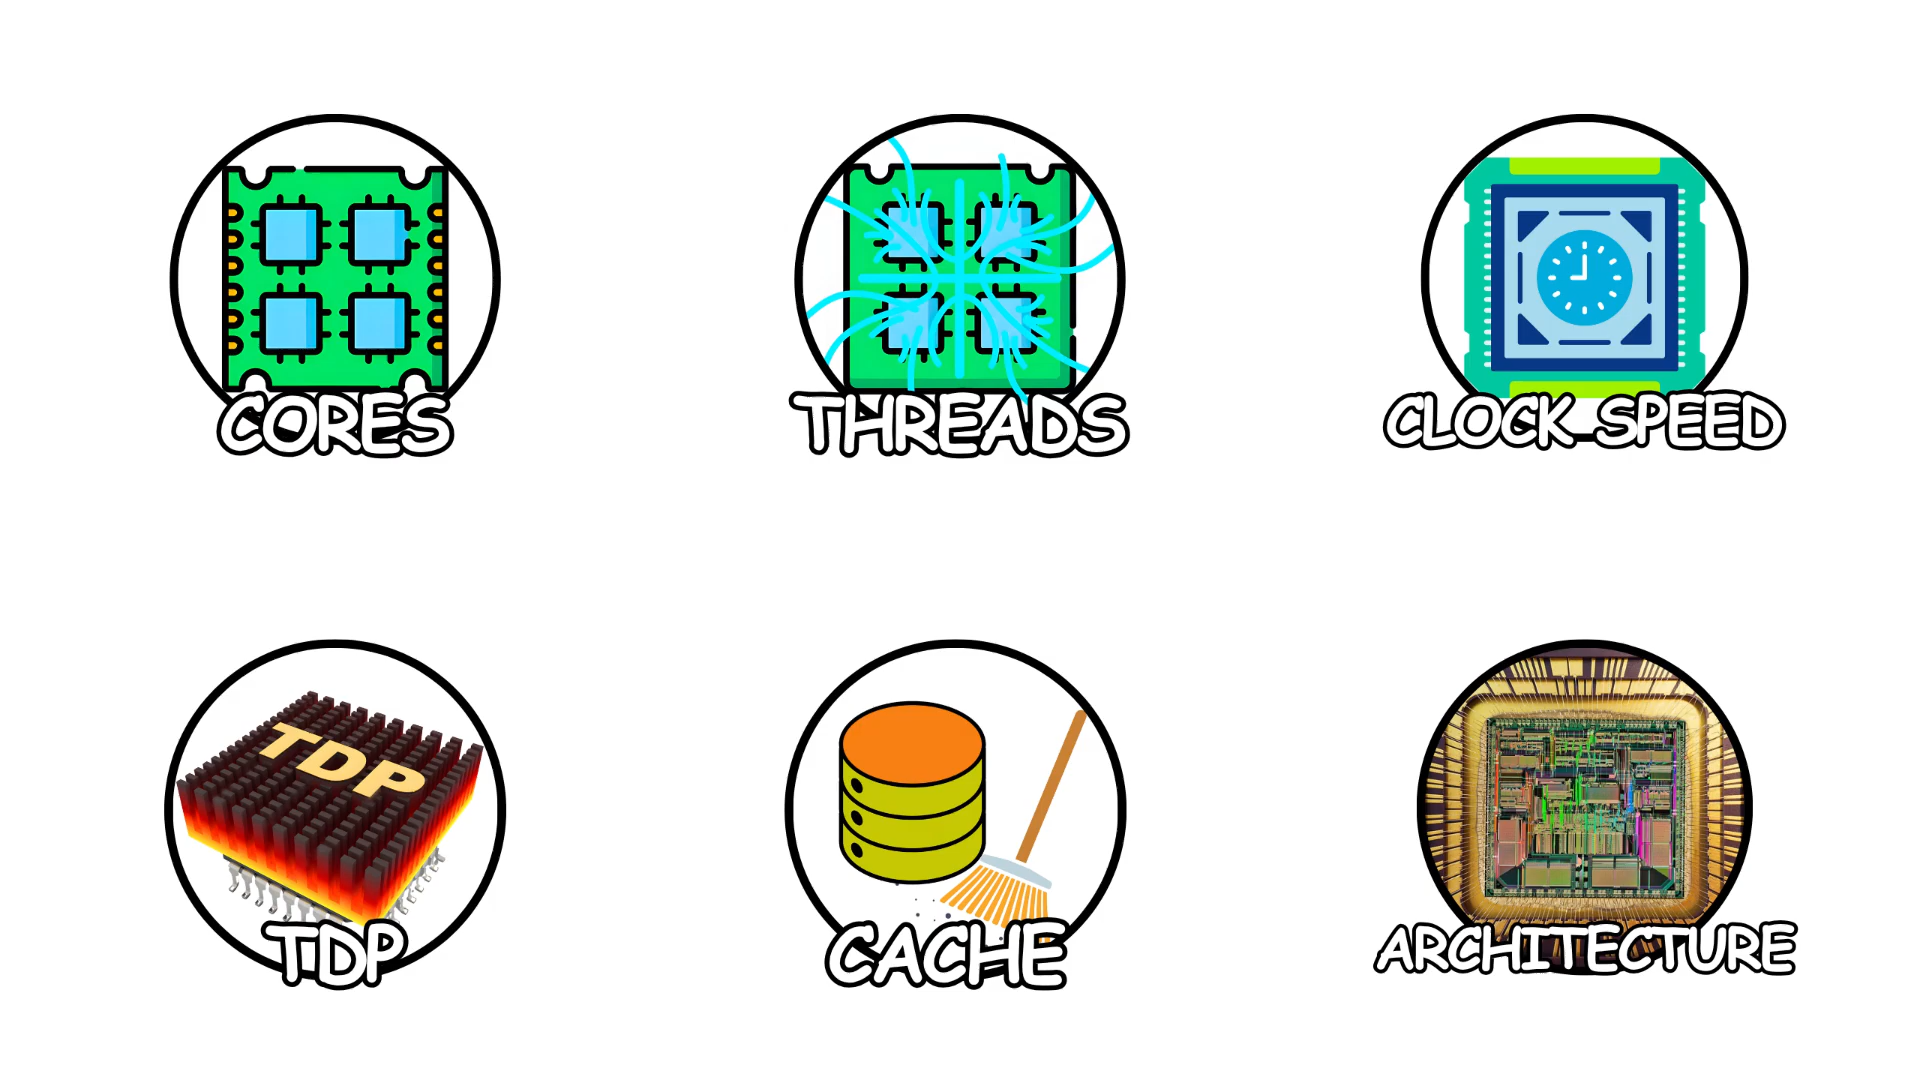 CORES
THREADS
CLOCK SPEED
TDP
TDP
CACHE
ARCHITECTURE